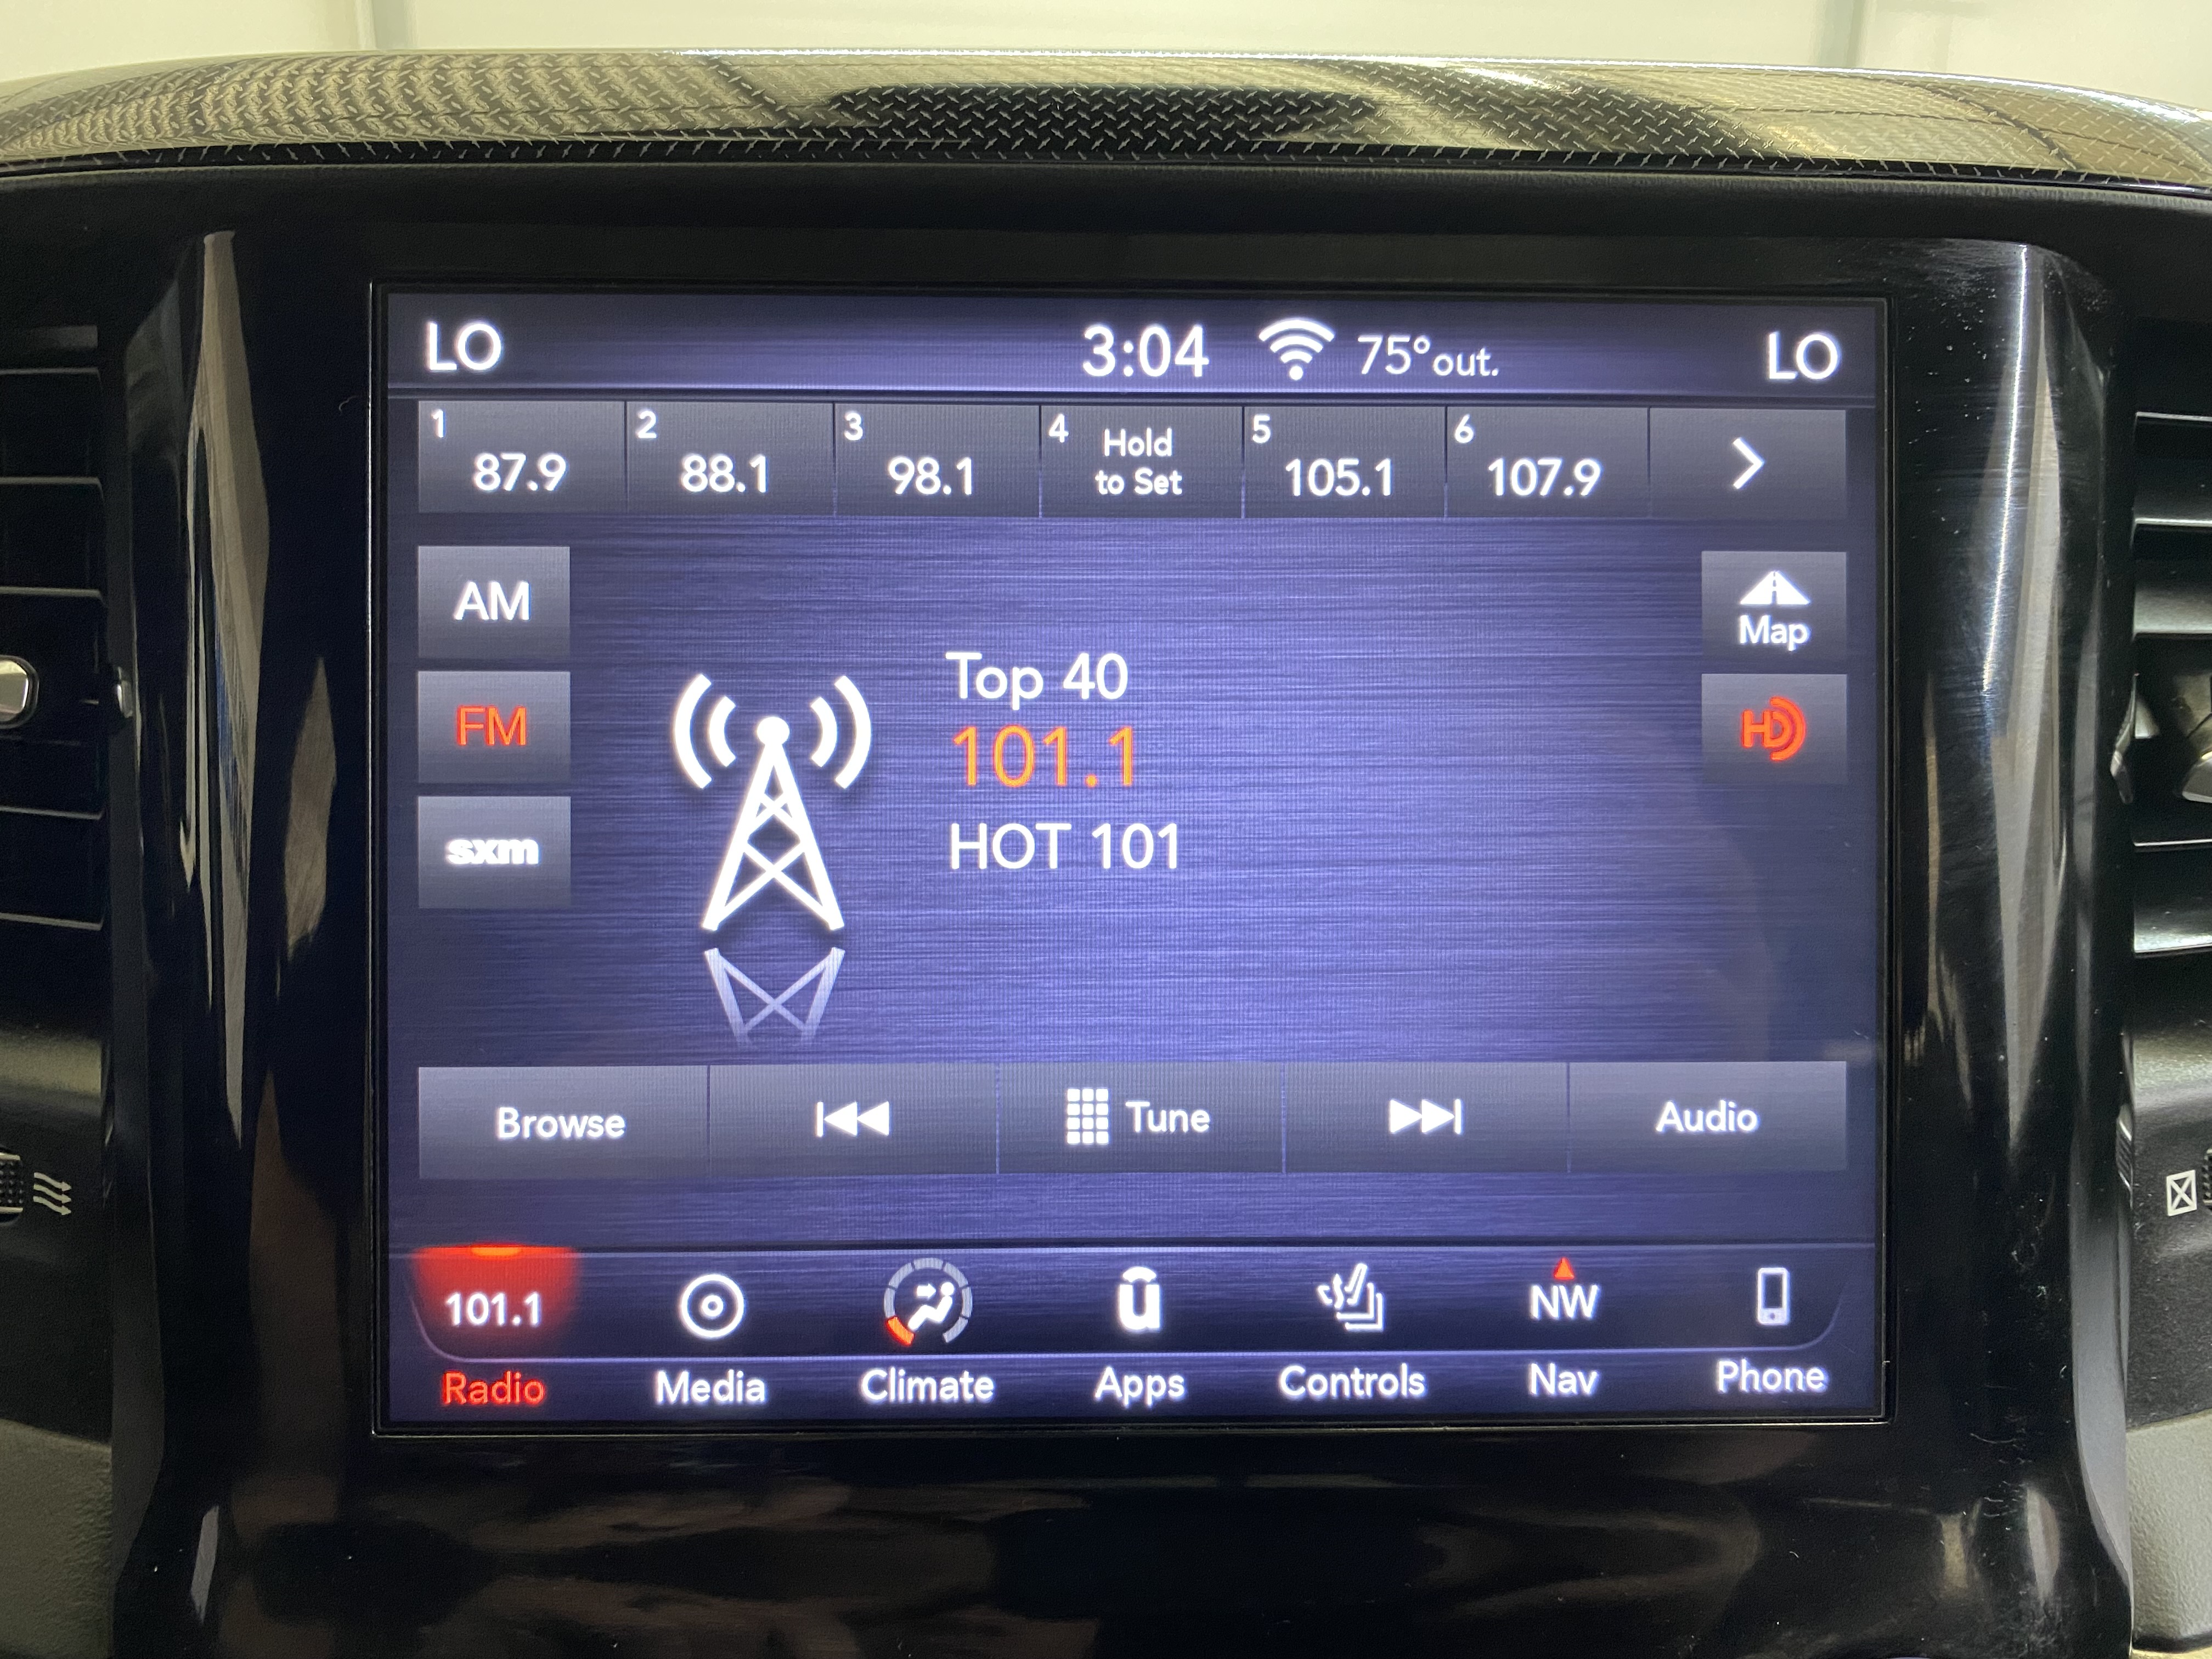 LO 3:04 75°out. LO
1 2 3 4 5 6
87.9 88.1 98.1 Hold to Set 105.1 107.9
AM
Map
FM
HD
sxm
Top 40
101.1
HOT 101
Browse Tune Audio
101.1 u NW
Radio Media Climate Apps Controls Nav Phone